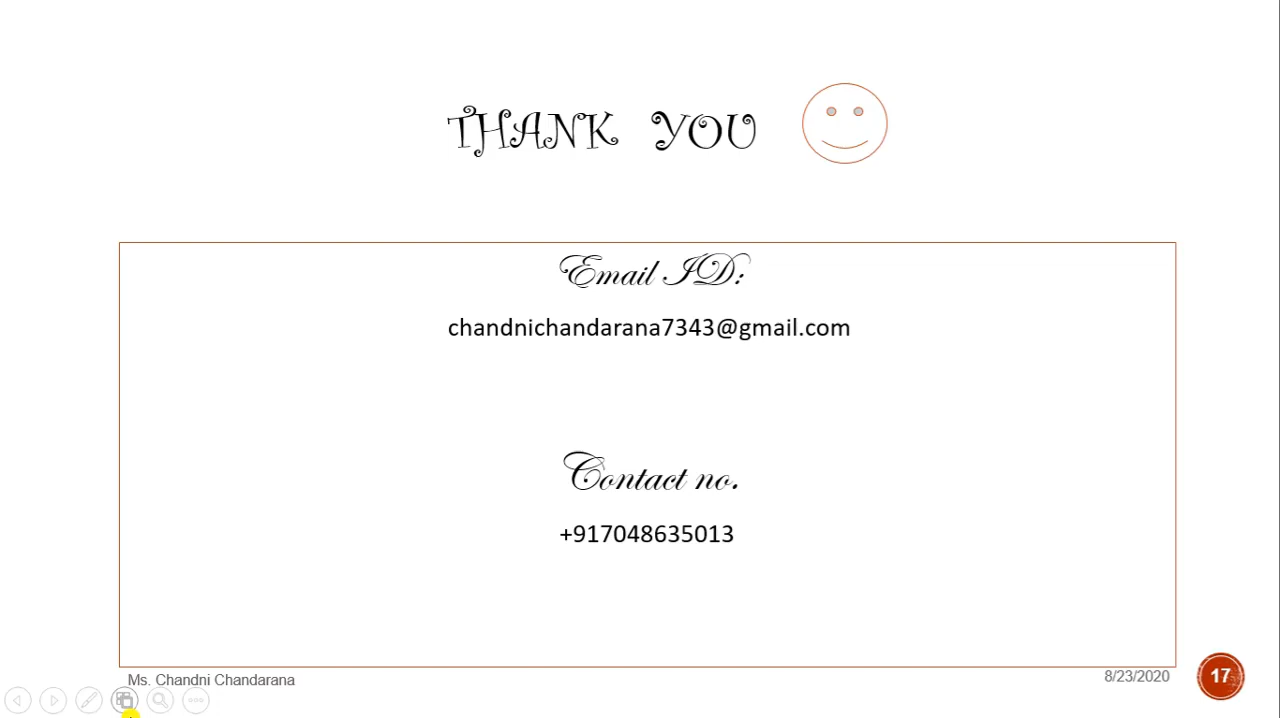 THANK YOU
Email ID:
chandnichandarana7343@gmail.com
Contact no.
+917048635013
Ms. Chandni Chandarana
8/23/2020
17